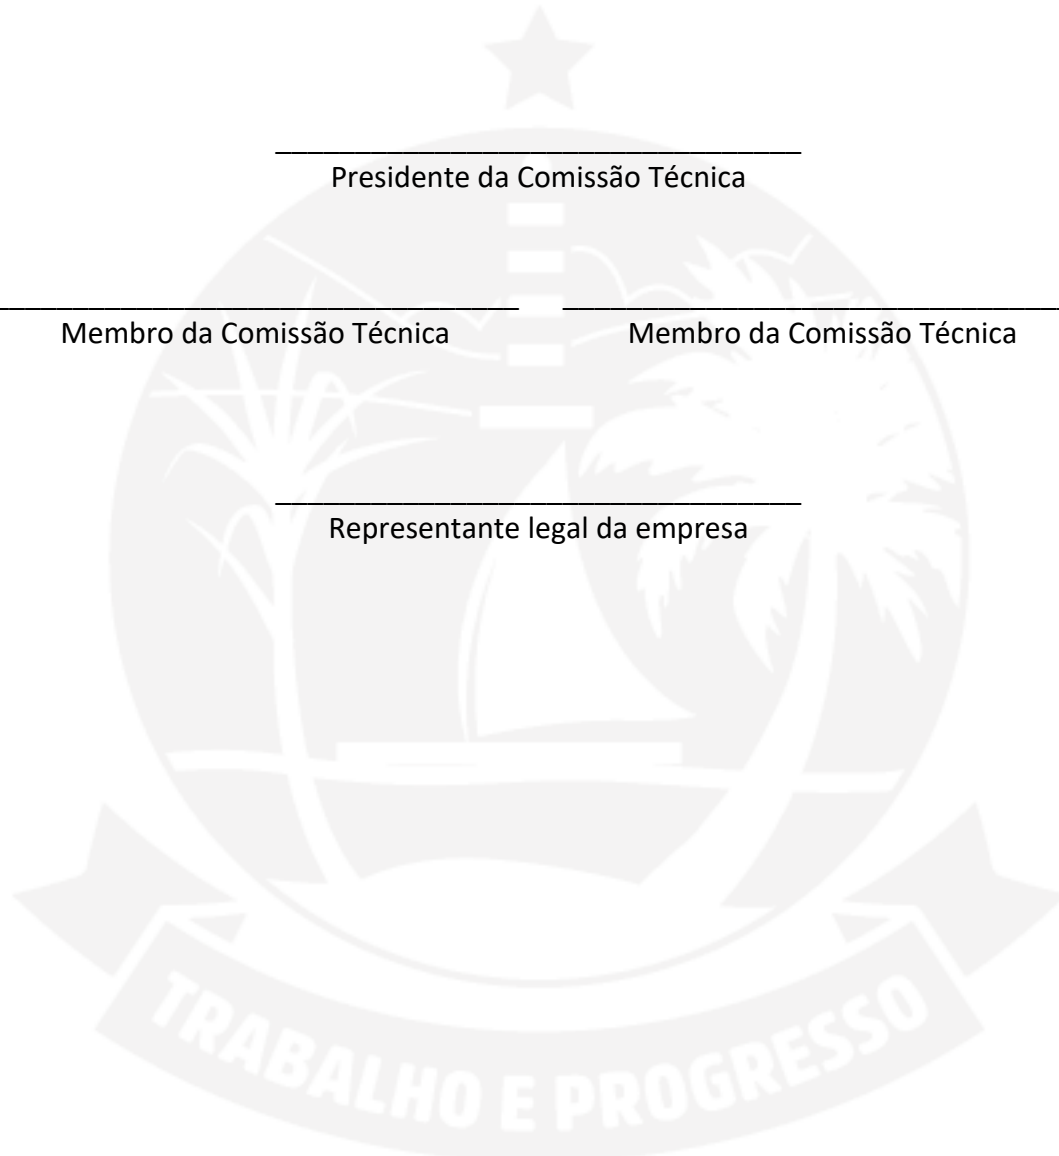 Presidente da Comissão Técnica
Membro da Comissão Técnica Membro da Comissão Técnica
Representante legal da empresa
TRABALHO E PROGRESSO